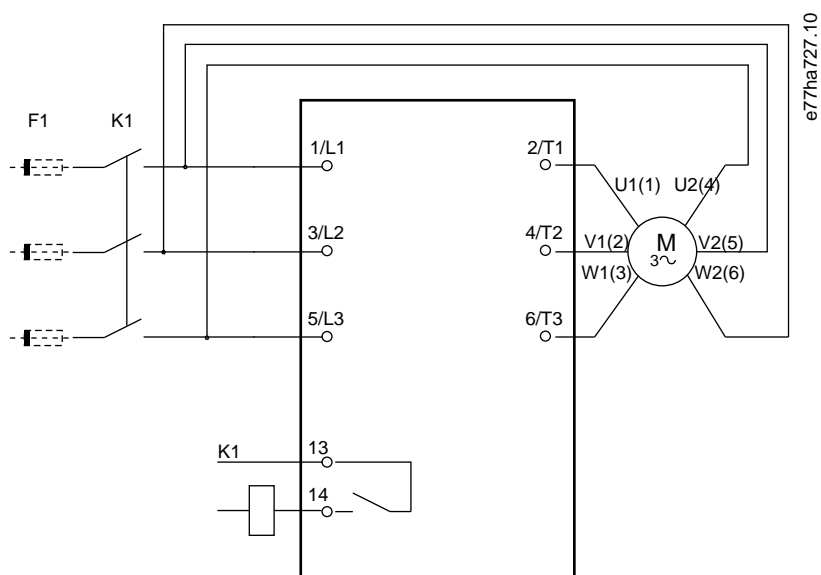 e77ha727.10
F1
K1
1/L1
2/T1
U1(1)
U2(4)
3/L2
4/T2
V1(2)
M
3~
V2(5)
W1(3)
W2(6)
5/L3
6/T3
K1
13
14